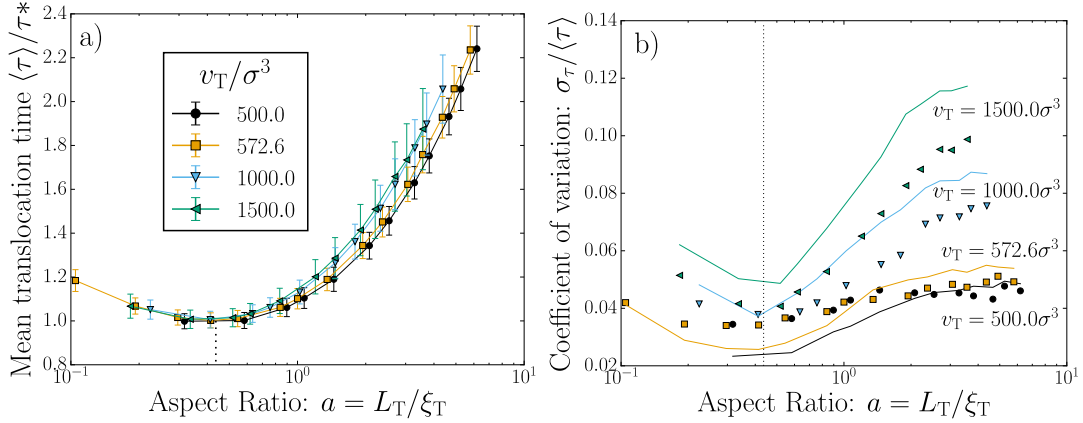 a)
Mean translocation time ⟨τ⟩/τ*
2.4
2.2
2.0
1.8
1.6
1.4
1.2
1.0
0.8
v_T/σ^3
500.0
572.6
1000.0
1500.0
10^-1
10^0
10^1
Aspect Ratio: a = L_T/ξ_T
b)
Coefficient of variation: σ_τ/⟨τ⟩
0.14
0.12
0.10
0.08
0.06
0.04
0.02
v_T = 1500.0σ^3
v_T = 1000.0σ^3
v_T = 572.6σ^3
v_T = 500.0σ^3
10^-1
10^0
10^1
Aspect Ratio: a = L_T/ξ_T